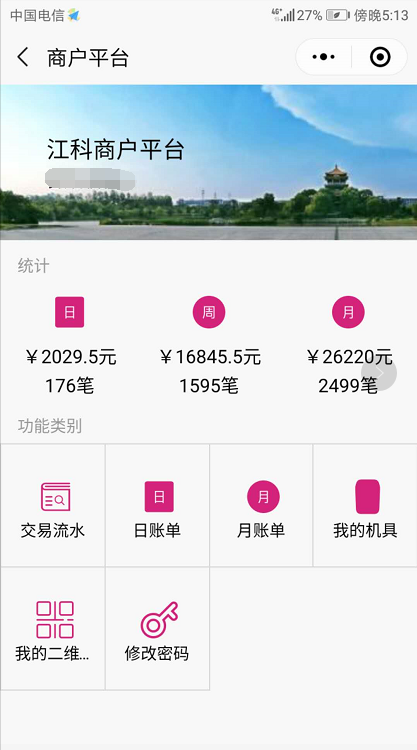 中国电信 4G 27% 傍晚5:13
商户平台
江科商户平台
统计
日 周 月
￥2029.5元 ￥16845.5元 ￥26220元
176笔 1595笔 2499笔
功能类别
日 月
交易流水 日账单 月账单 我的机具
我的二维... 修改密码